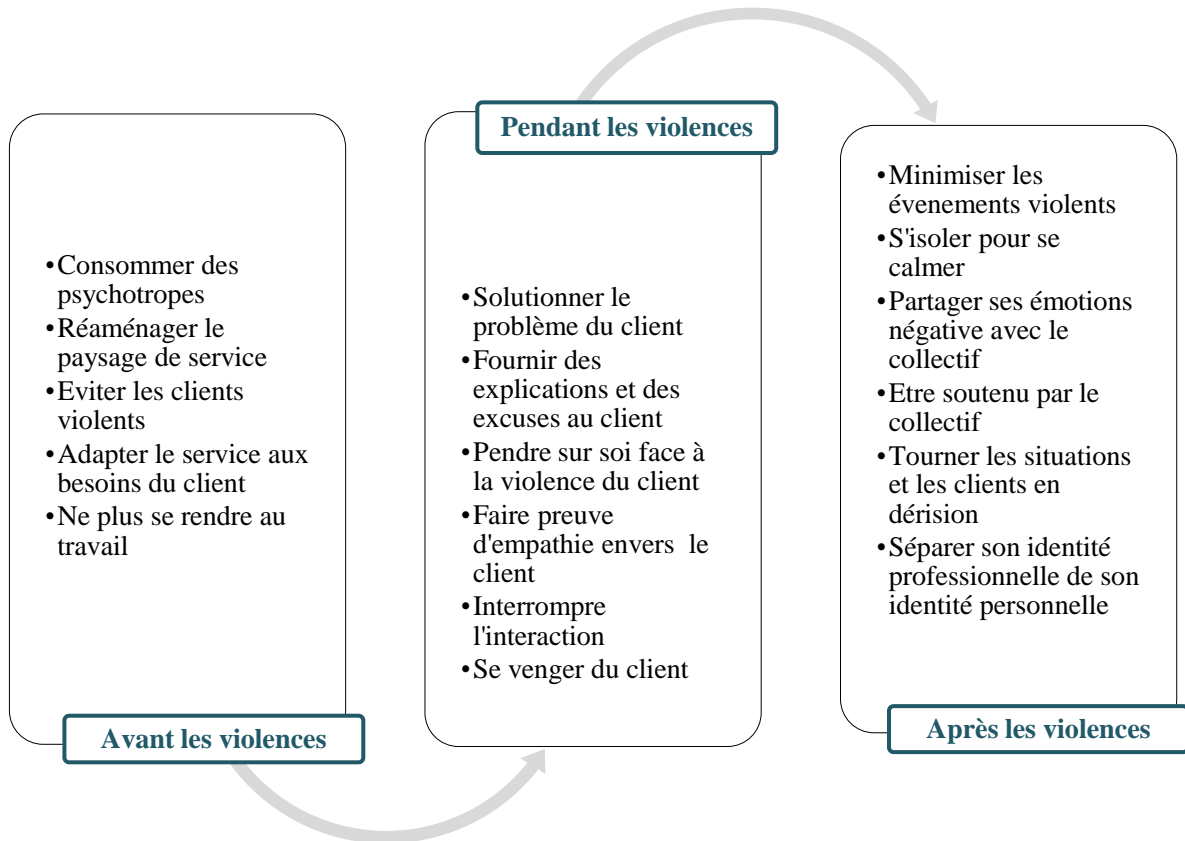 •Consommer des
psychotropes
•Réaménager le
paysage de service
•Eviter les clients
violents
•Adapter le service aux
besoins du client
•Ne plus se rendre au
travail
Avant les violences
Pendant les violences
•Solutionner le
problème du client
•Fournir des
explications et des
excuses au client
•Pendre sur soi face à
la violence du client
•Faire preuve
d'empathie envers le
client
•Interrompre
l'interaction
•Se venger du client
•Minimiser les
évenements violents
•S'isoler pour se
calmer
•Partager ses émotions
négative avec le
collectif
•Etre soutenu par le
collectif
•Tourner les situations
et les clients en
dérision
•Séparer son identité
professionnelle de son
identité personnelle
Après les violences